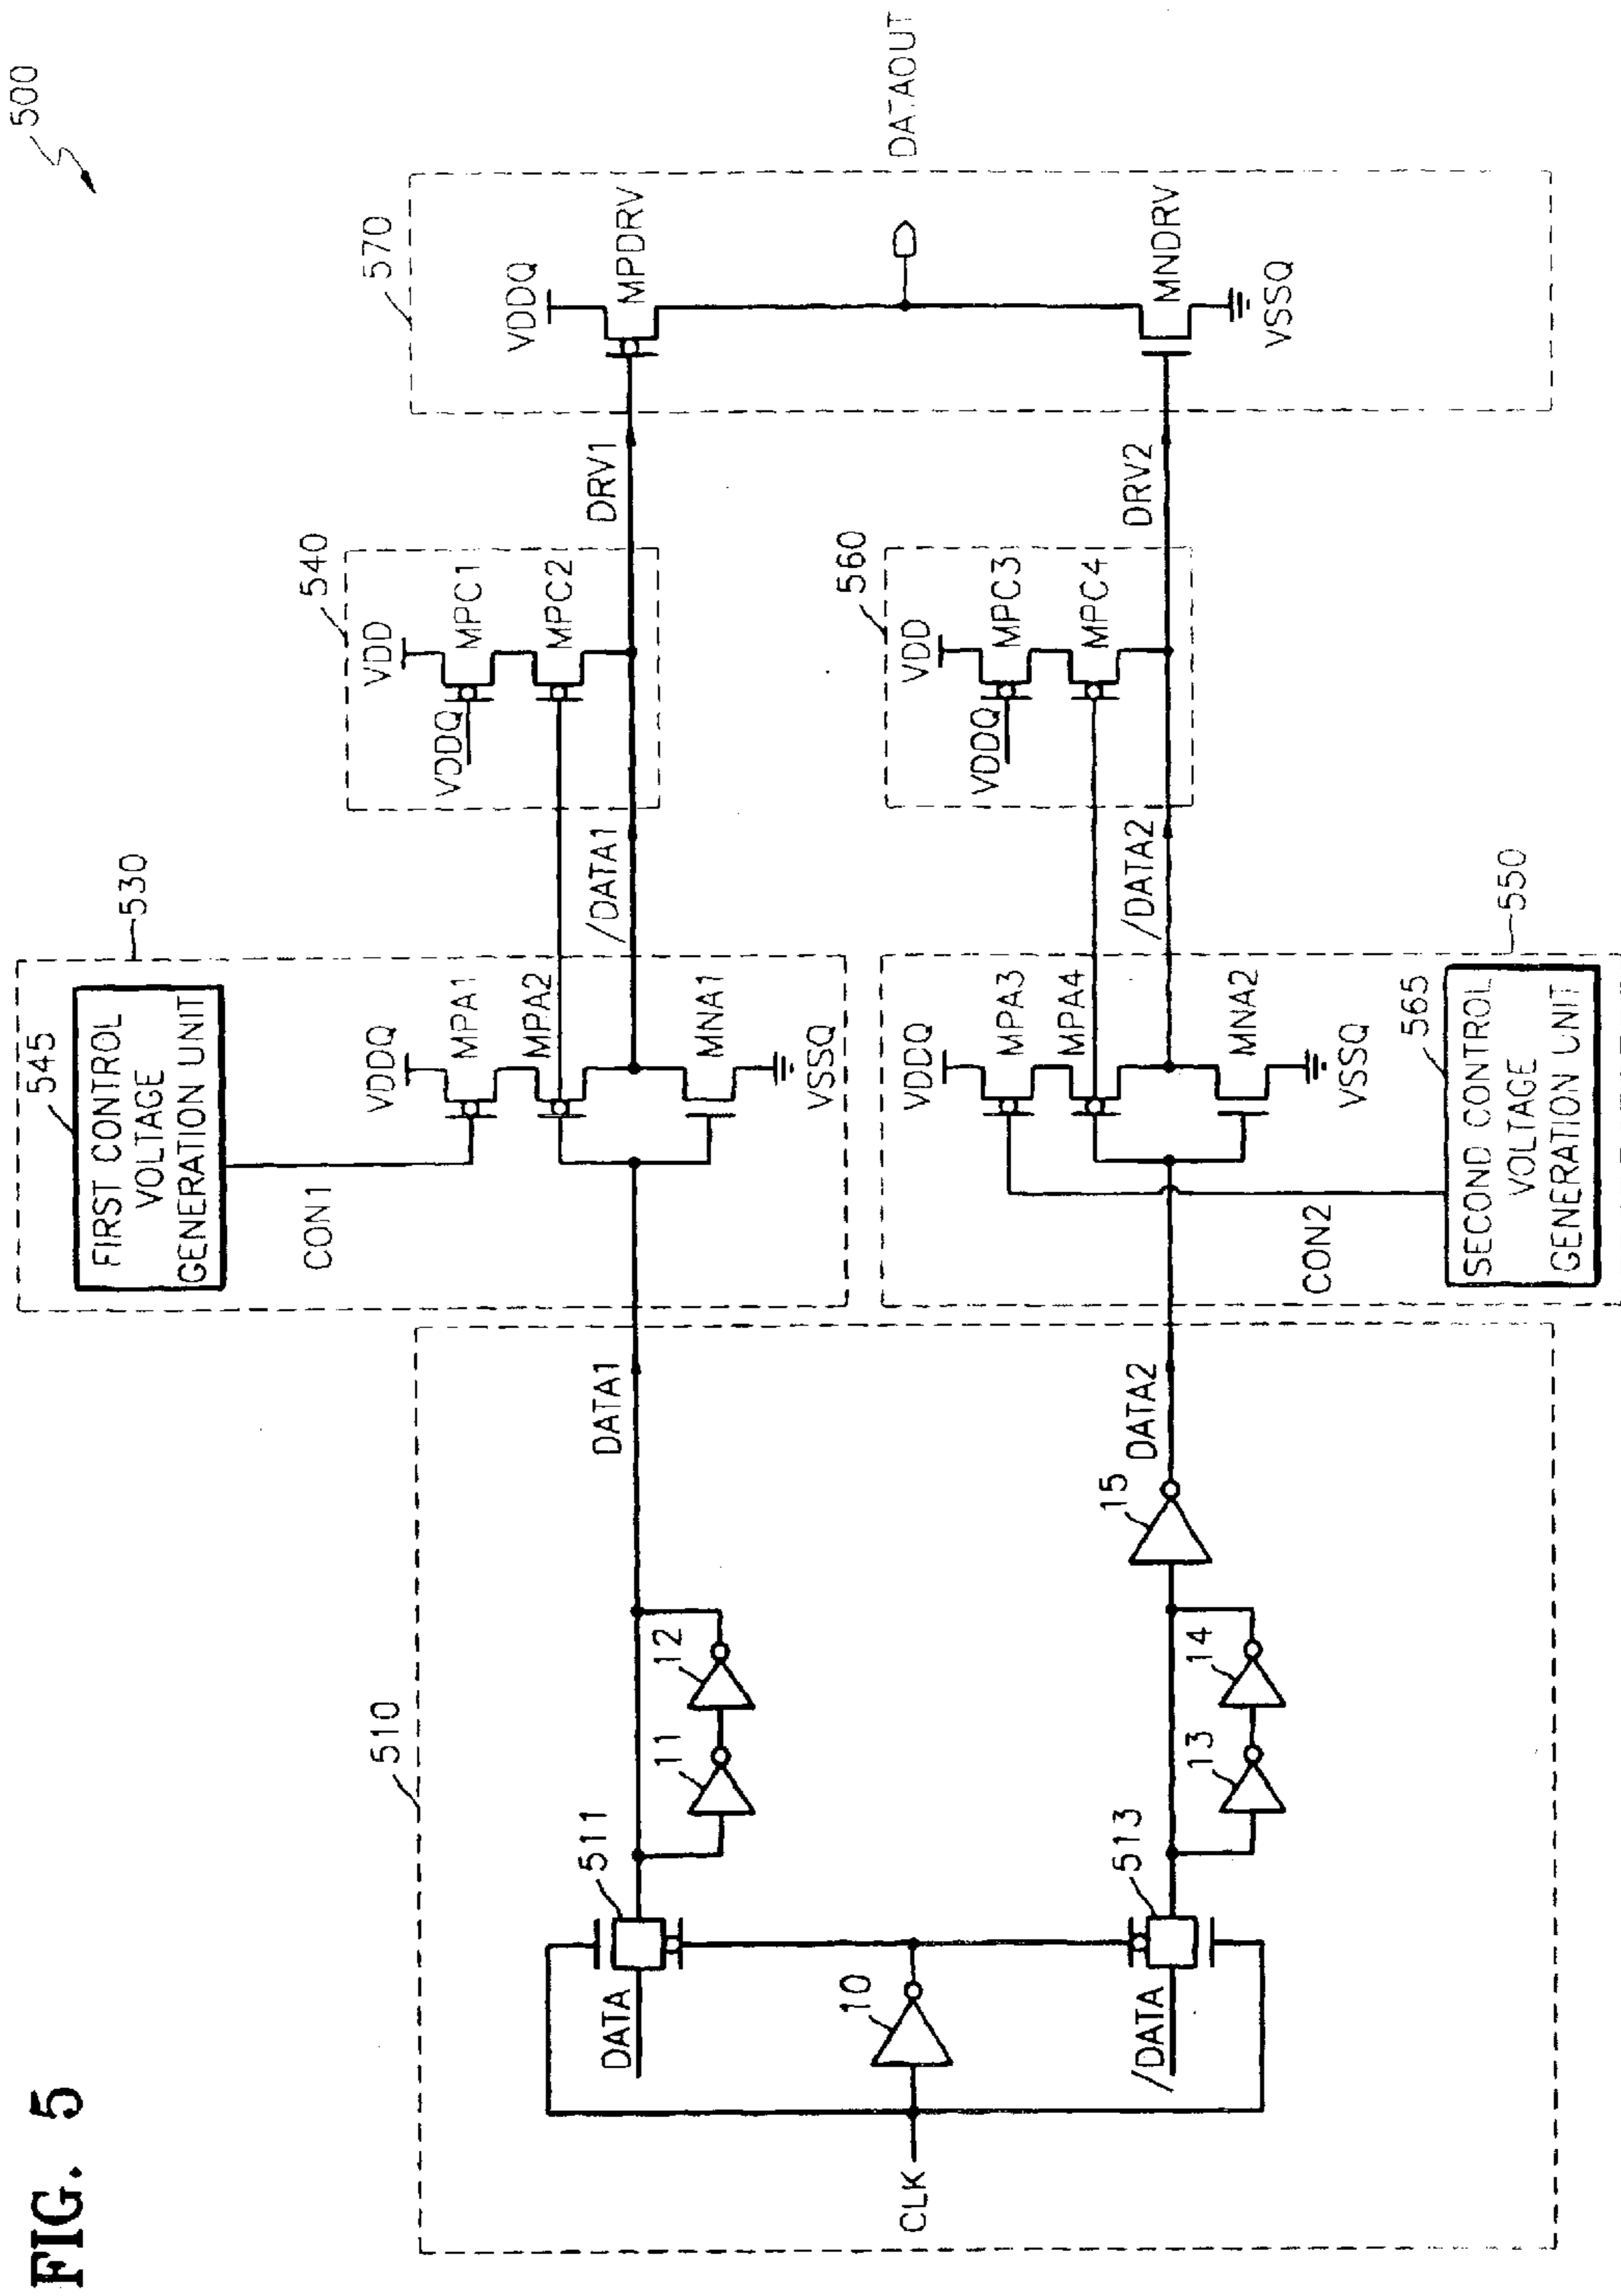 FIG. 5
500
510
CLK
10
DATA
511
11
12
DATA1
/DATA
513
13
14
15
DATA2
530
545
FIRST CONTROL
VOLTAGE
GENERATION UNIT
CON1
VDDQ
MPA1
MPA2
MNA1
VSSQ
/DATA1
540
VDD
VDDQ
MPC1
MPC2
DRV1
550
565
SECOND CONTROL
VOLTAGE
GENERATION UNIT
CON2
VDDQ
MPA3
MPA4
MNA2
VSSQ
/DATA2
560
VDD
VDDQ
MPC3
MPC4
DRV2
570
VDDQ
MPDRV
DATAOUT
MNDRV
VSSQ